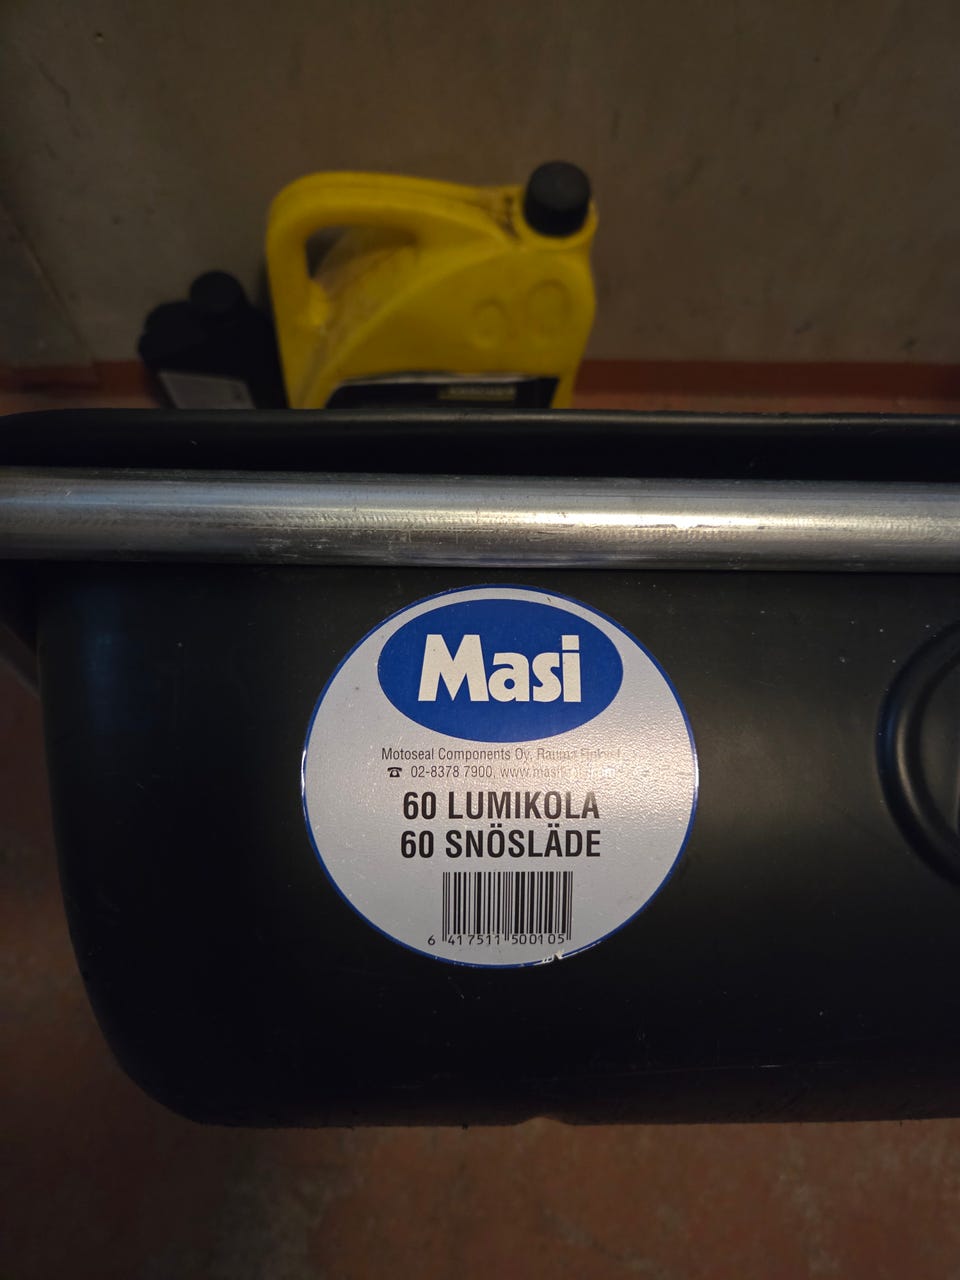 Masi
Motoseal Components Oy, Rauma
02-8378 7900,
60 LUMIKOLA
60 SNÖSLÄDE
6 417511 500105